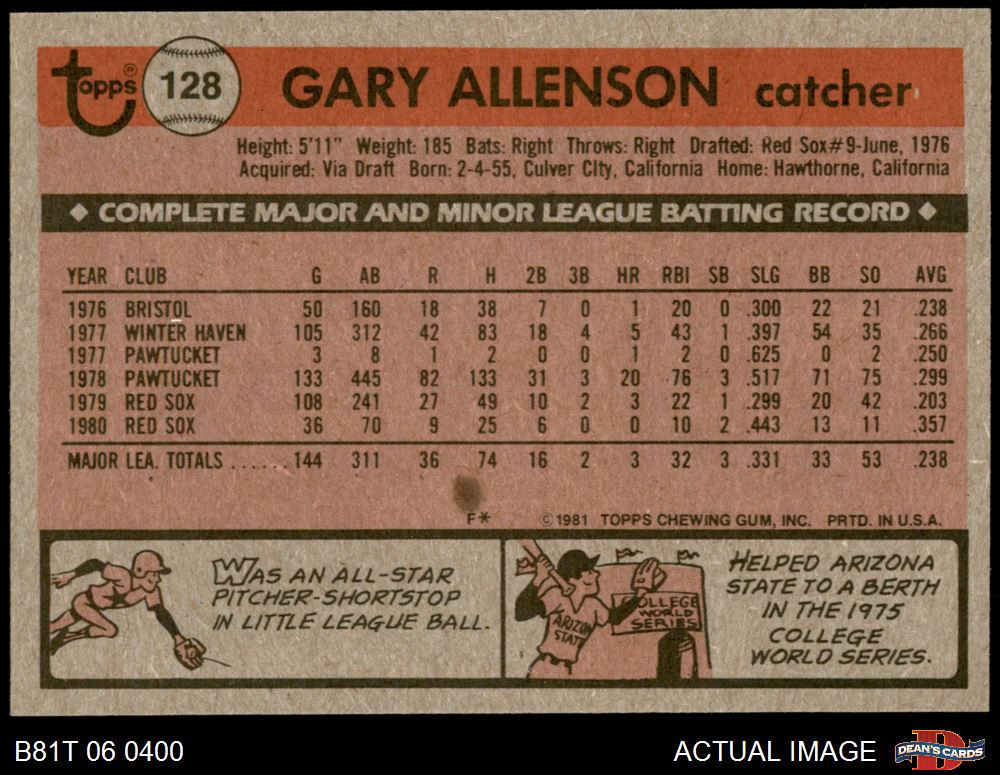 topps®
128
GARY ALLENSON catcher
Height: 5'11" Weight: 185 Bats: Right Throws: Right Drafted: Red Sox#9-June, 1976
Acquired: Via Draft Born: 2-4-55, Culver City, California Home: Hawthorne, California
◆ COMPLETE MAJOR AND MINOR LEAGUE BATTING RECORD ◆
YEAR CLUB G AB R H 2B 3B HR RBI SB SLG BB SO AVG
1976 BRISTOL 50 160 18 38 7 0 1 20 0 .300 22 21 .238
1977 WINTER HAVEN 105 312 42 83 18 4 5 43 1 .397 54 35 .266
1977 PAWTUCKET 3 8 1 2 0 0 1 2 0 .625 0 2 .250
1978 PAWTUCKET 133 445 82 133 31 3 20 76 3 .517 71 75 .299
1979 RED SOX 108 241 27 49 10 2 3 22 1 .299 20 42 .203
1980 RED SOX 36 70 9 25 6 0 0 10 2 .443 13 11 .357
MAJOR LEA. TOTALS ...... 144 311 36 74 16 2 3 32 3 .331 33 53 .238
F* © 1981 TOPPS CHEWING GUM, INC. PRTD. IN U.S.A.
WAS AN ALL-STAR
PITCHER-SHORTSTOP
IN LITTLE LEAGUE BALL.
ARIZONA
STATE
COLLEGE
WORLD
SERIES
HELPED ARIZONA
STATE TO A BERTH
IN THE 1975
COLLEGE
WORLD SERIES.
B81T 06 0400
ACTUAL IMAGE
D
DEAN'S CARDS